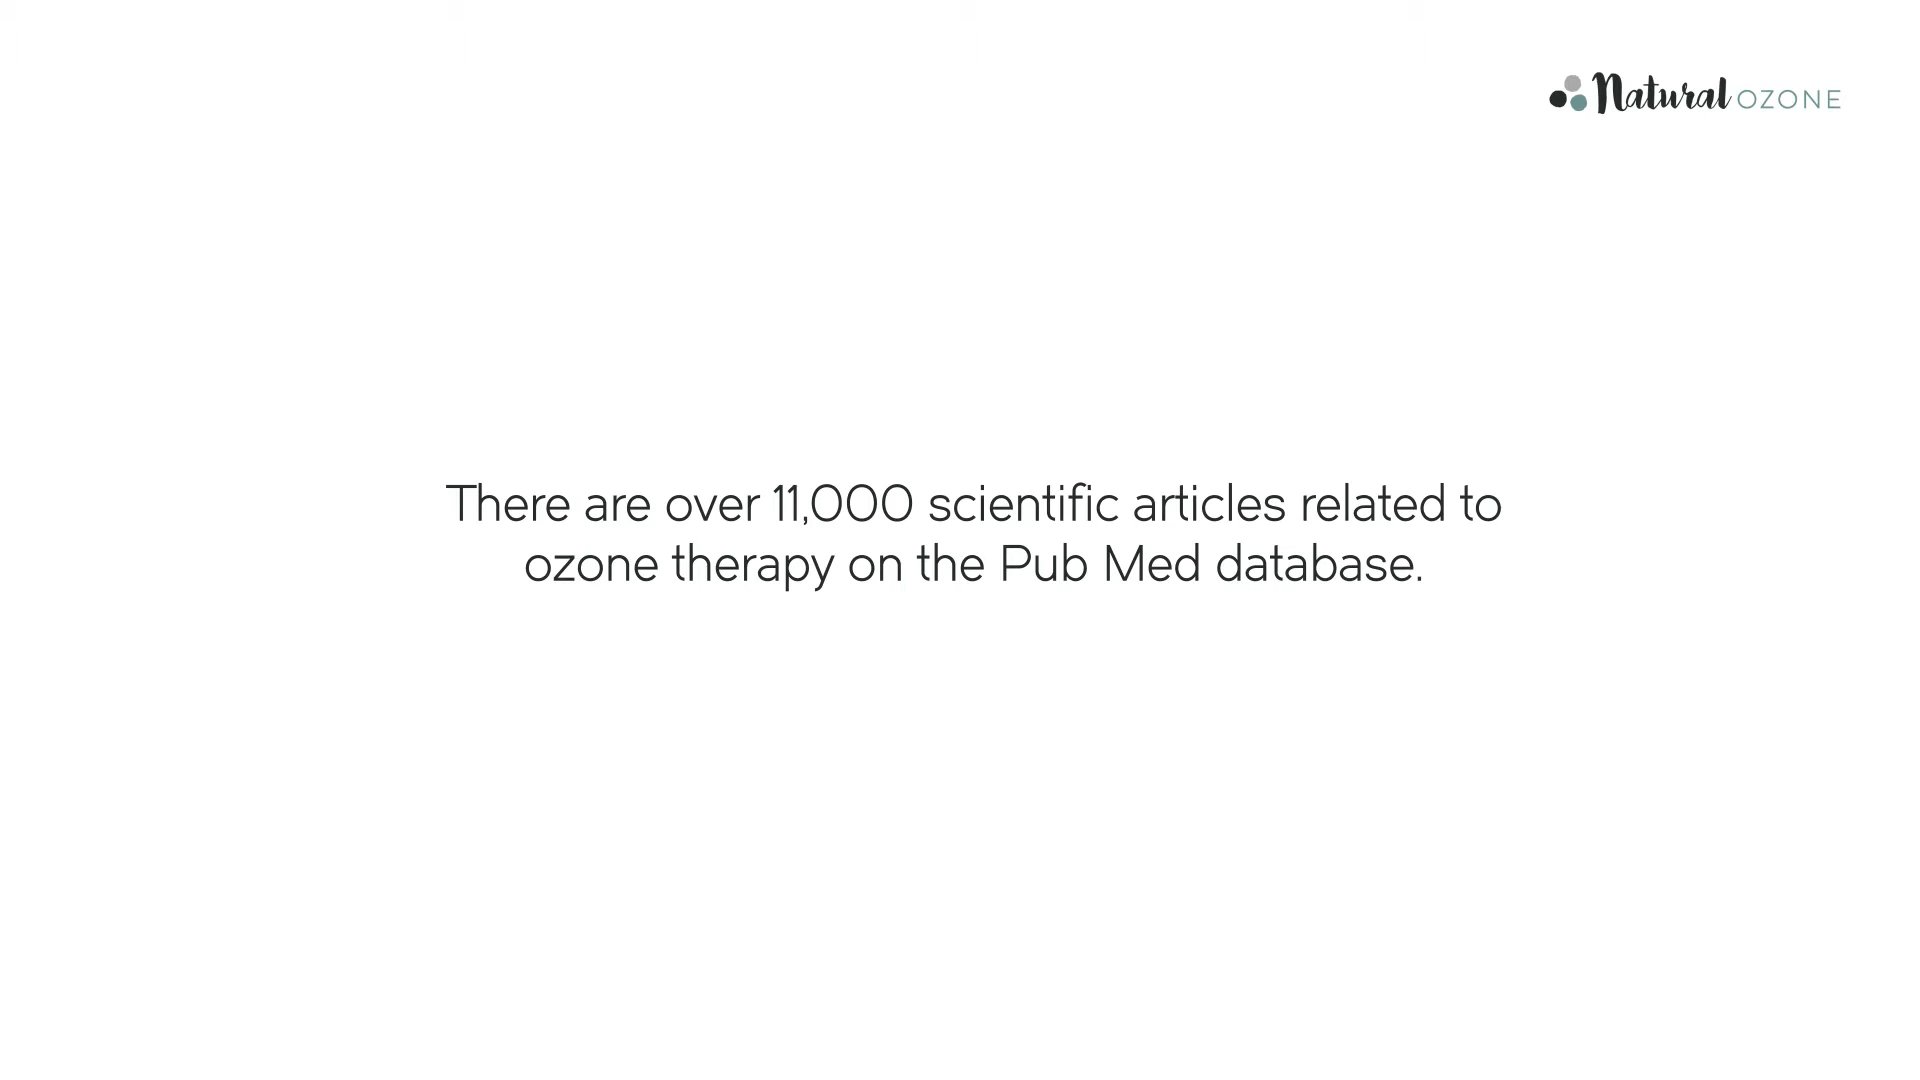 Natural OZONE
There are over 11,000 scientific articles related to
ozone therapy on the Pub Med database.